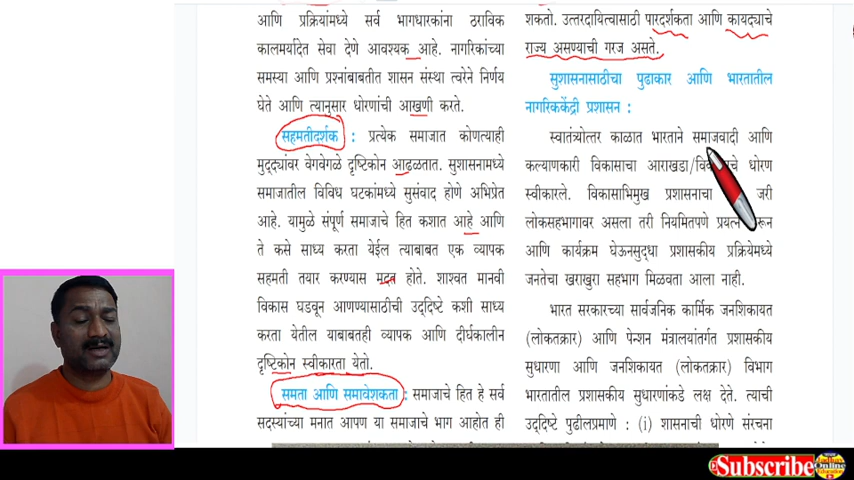 आणि प्रक्रियांमध्ये सर्व भागधारकांना ठराविक
कालमर्यादेत सेवा देणे आवश्यक आहे. नागरिकांच्या
समस्या आणि प्रश्नांबाबतीत शासन संस्था त्वरेने निर्णय
घेते आणि त्यानुसार धोरणांची आखणी करते.
सहमतीदर्शक : प्रत्येक समाजात कोणत्याही
मुद्द्यांवर वेगवेगळे दृष्टिकोन आढळतात. सुशासनामध्ये
समाजातील विविध घटकांमध्ये सुसंवाद होणे अभिप्रेत
आहे. यामुळे संपूर्ण समाजाचे हित कशात आहे आणि
ते कसे साध्य करता येईल त्याबाबत एक व्यापक
सहमती तयार करण्यास मदत होते. शाश्वत मानवी
विकास घडवून आणण्यासाठीची उद्दिष्टे कशी साध्य
करता येतील याबाबतही व्यापक आणि दीर्घकालीन
दृष्टिकोन स्वीकारता येतो.
समता आणि समावेशकता : समाजाचे हित हे सर्व
सदस्यांच्या मनात आपण या समाजाचे भाग आहोत ही
शकतो. उत्तरदायित्वासाठी पारदर्शकता आणि कायद्याचे
राज्य असण्याची गरज असते.
सुशासनासाठीचा पुढाकार आणि भारतातील
नागरिककेंद्री प्रशासन :
स्वातंत्र्योत्तर काळात भारताने समाजवादी आणि
कल्याणकारी विकासाचा आराखडा/ धोरण
स्वीकारले. विकासाभिमुख प्रशासनाचा जरी
लोकसहभागावर असला तरी नियमितपणे प्रयत्न
आणि कार्यक्रम घेऊनसुद्धा प्रशासकीय प्रक्रियेमध्ये
जनतेचा खराखुरा सहभाग मिळवता आला नाही.
भारत सरकारच्या सार्वजनिक कार्मिक जनशिकायत
(लोकतक्रार) आणि पेन्शन मंत्रालयांतर्गत प्रशासकीय
सुधारणा आणि जनशिकायत (लोकतक्रार) विभाग
भारतातील प्रशासकीय सुधारणांकडे लक्ष देते. त्याची
उद्दिष्टे पुढीलप्रमाणे : (i) शासनाची धोरणे संरचना
Subscribe
Online